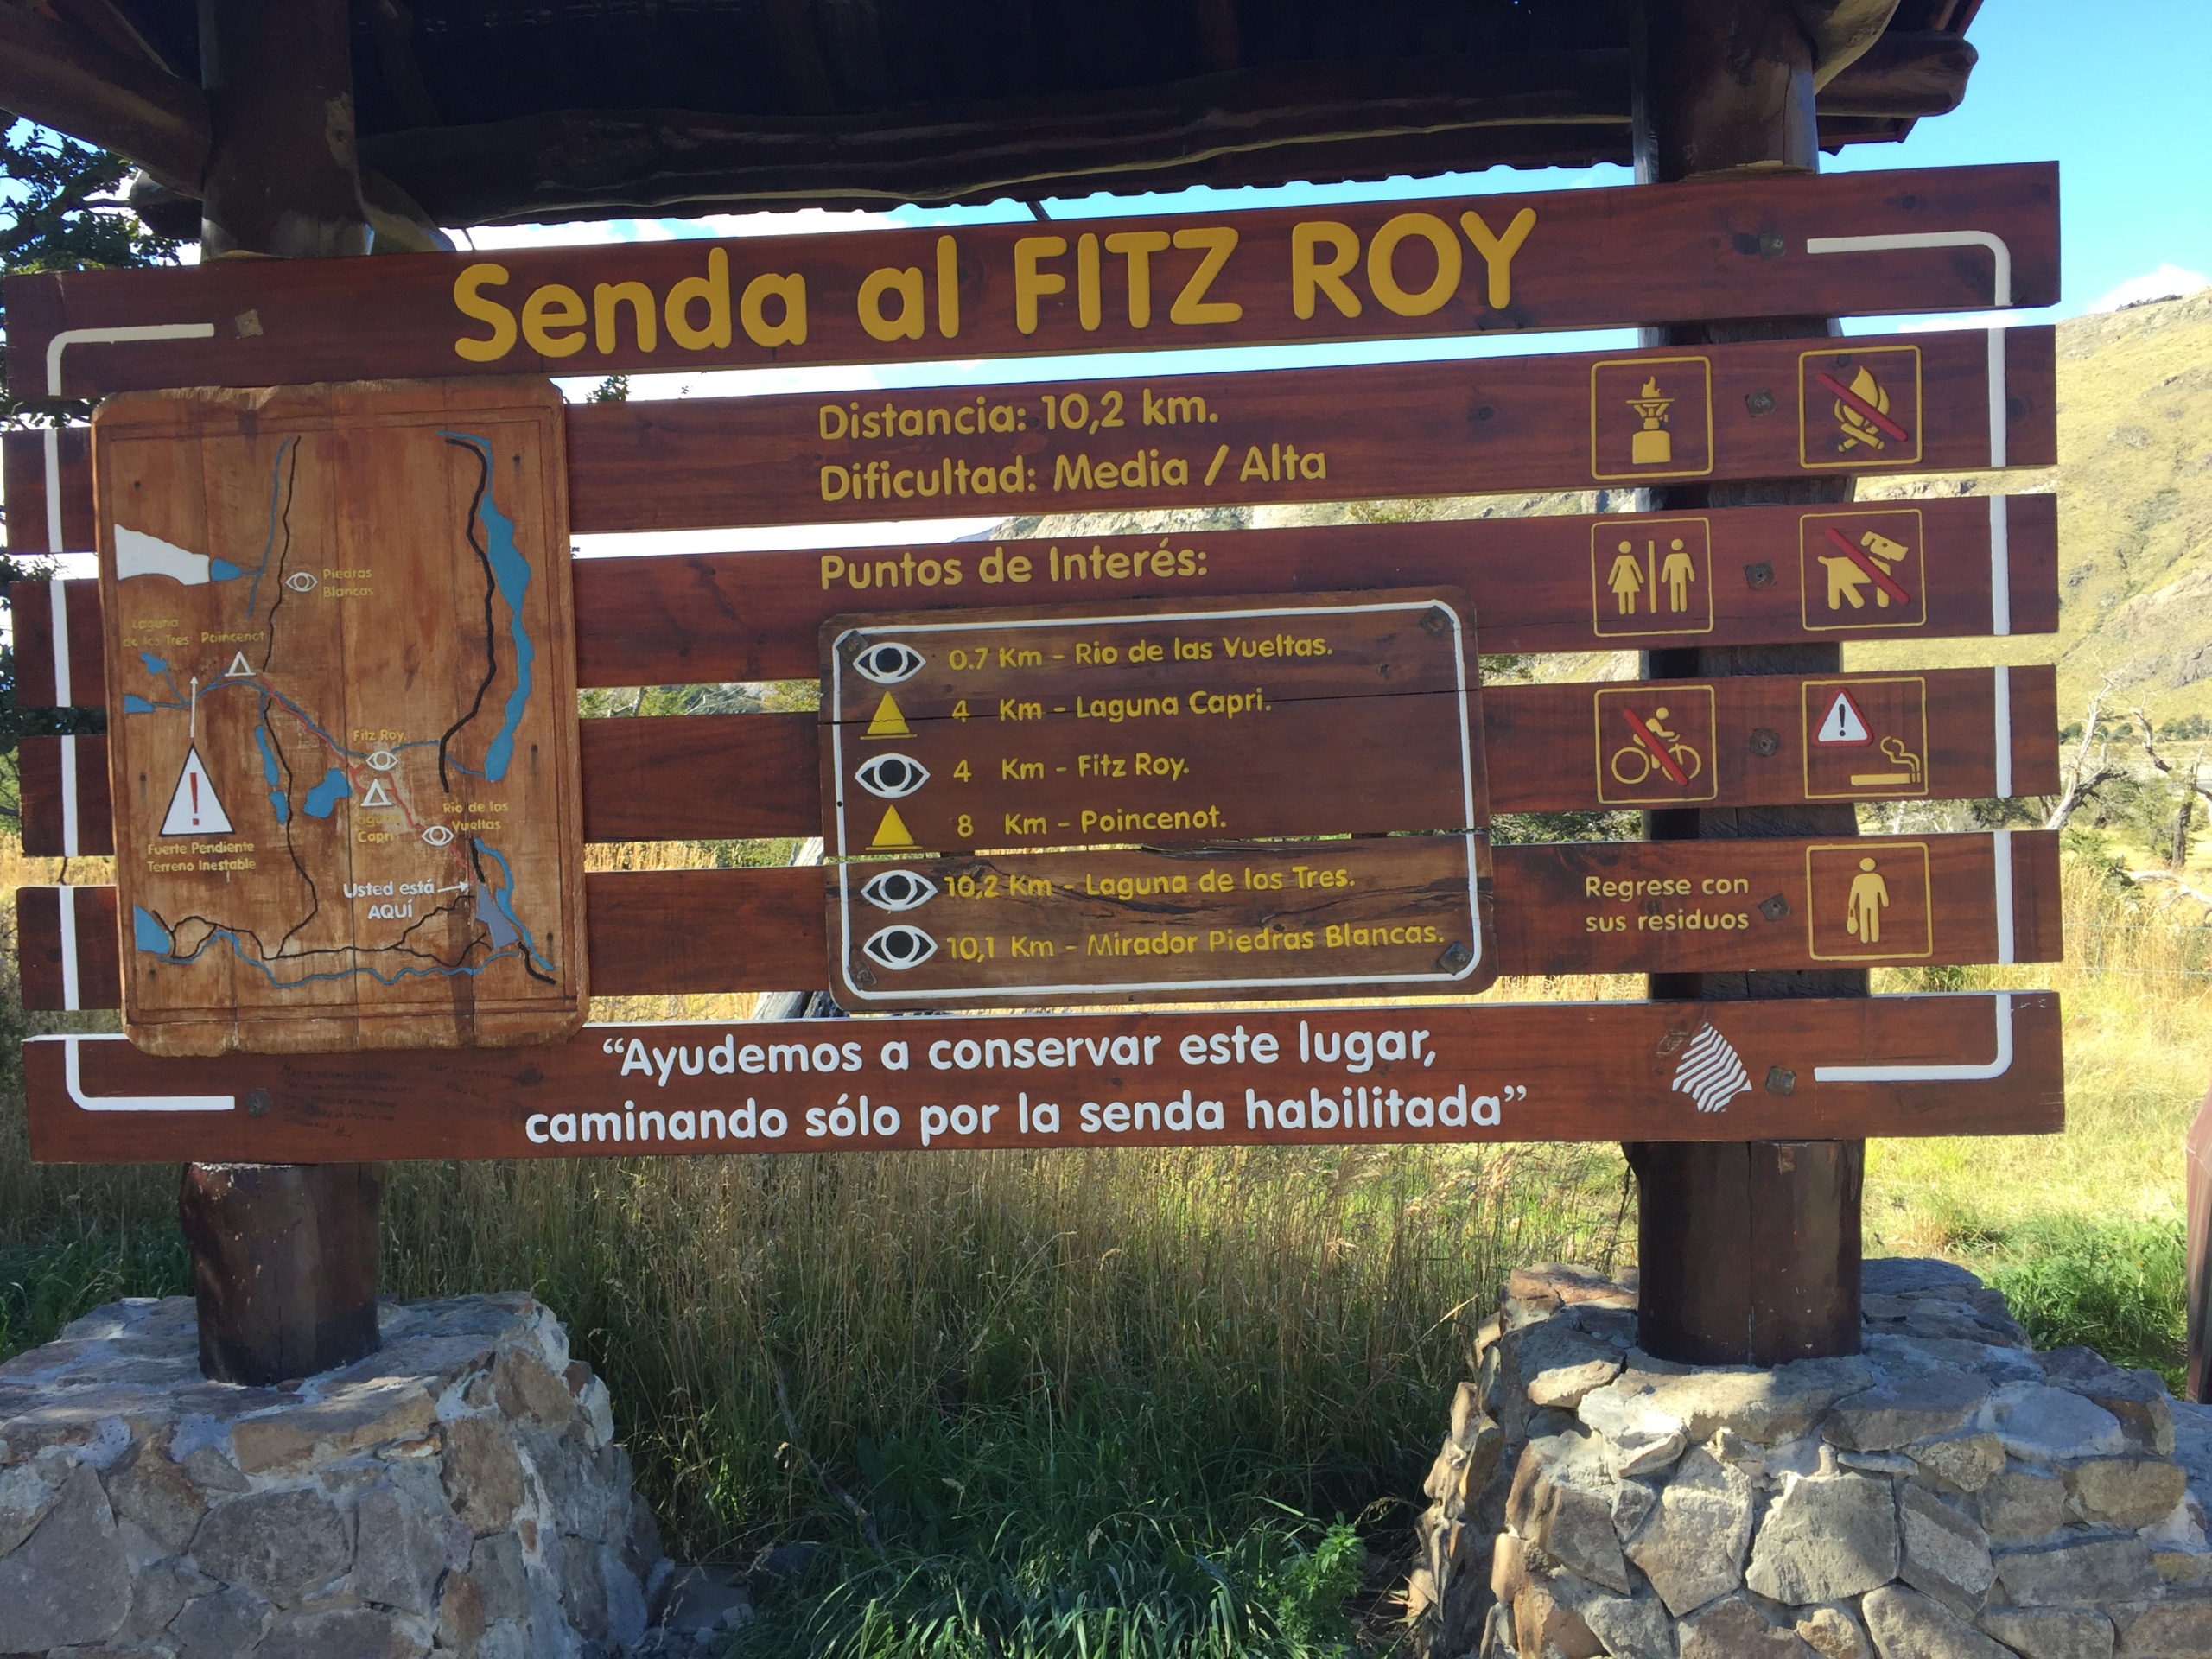 Senda al FITZ ROY
Distancia: 10,2 km.
Dificultad: Media / Alta
Puntos de Interés:
0.7 Km - Rio de las Vueltas.
4 Km - Laguna Capri.
4 Km - Fitz Roy.
8 Km - Poincenot.
10,2 Km - Laguna de los Tres.
10,1 Km - Mirador Piedras Blancas.
Piedras
Blancas
Laguna
de los Tres
Poincenot
Fitz Roy.
Laguna
Capri
Rio de los
Vueltas
Fuerte Pendiente
Terreno Inestable
Usted está
AQUÍ
Regrese con
sus residuos
“Ayudemos a conservar este lugar,
caminando sólo por la senda habilitada”